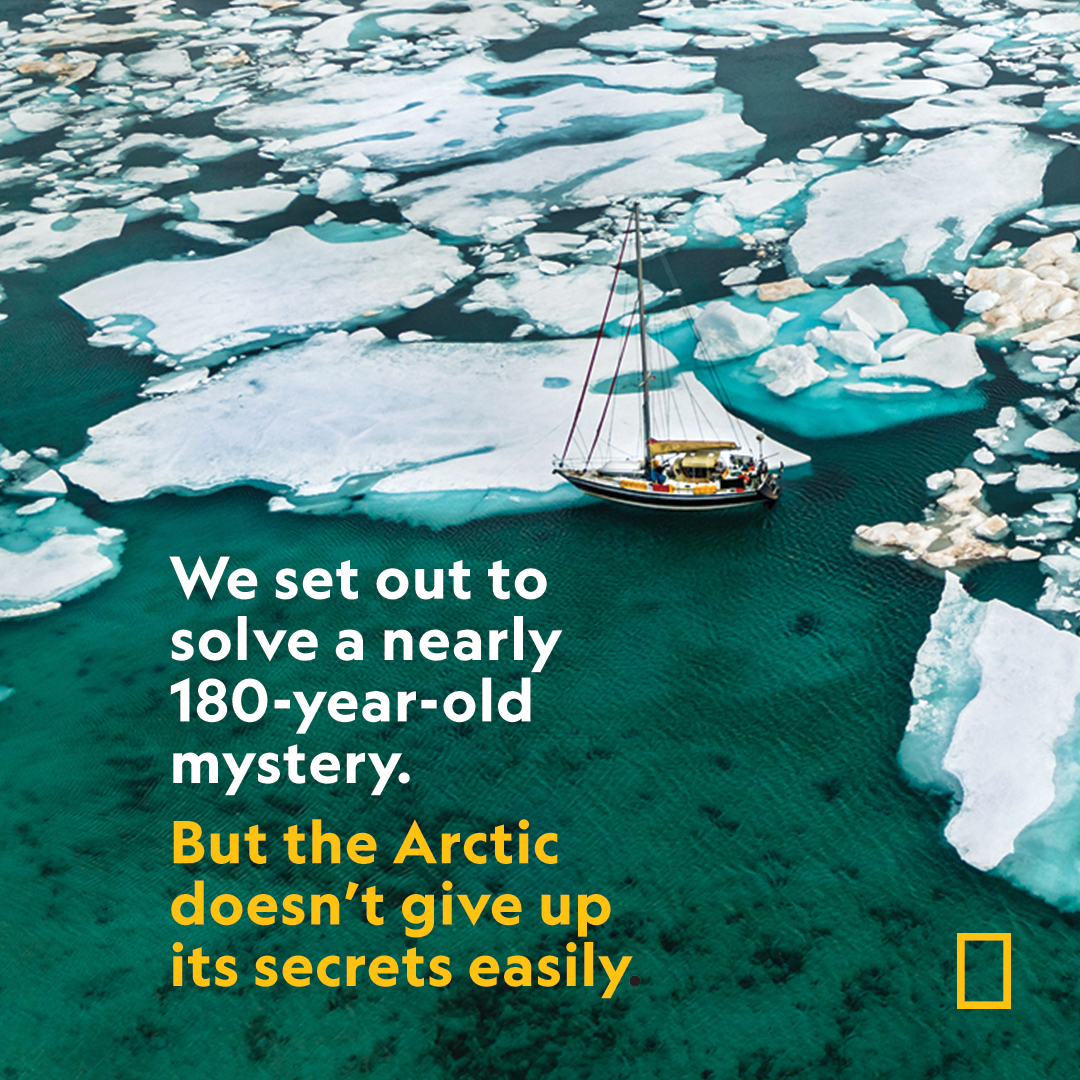 We set out to
solve a nearly
180-year-old
mystery.
But the Arctic
doesn’t give up
its secrets easily.